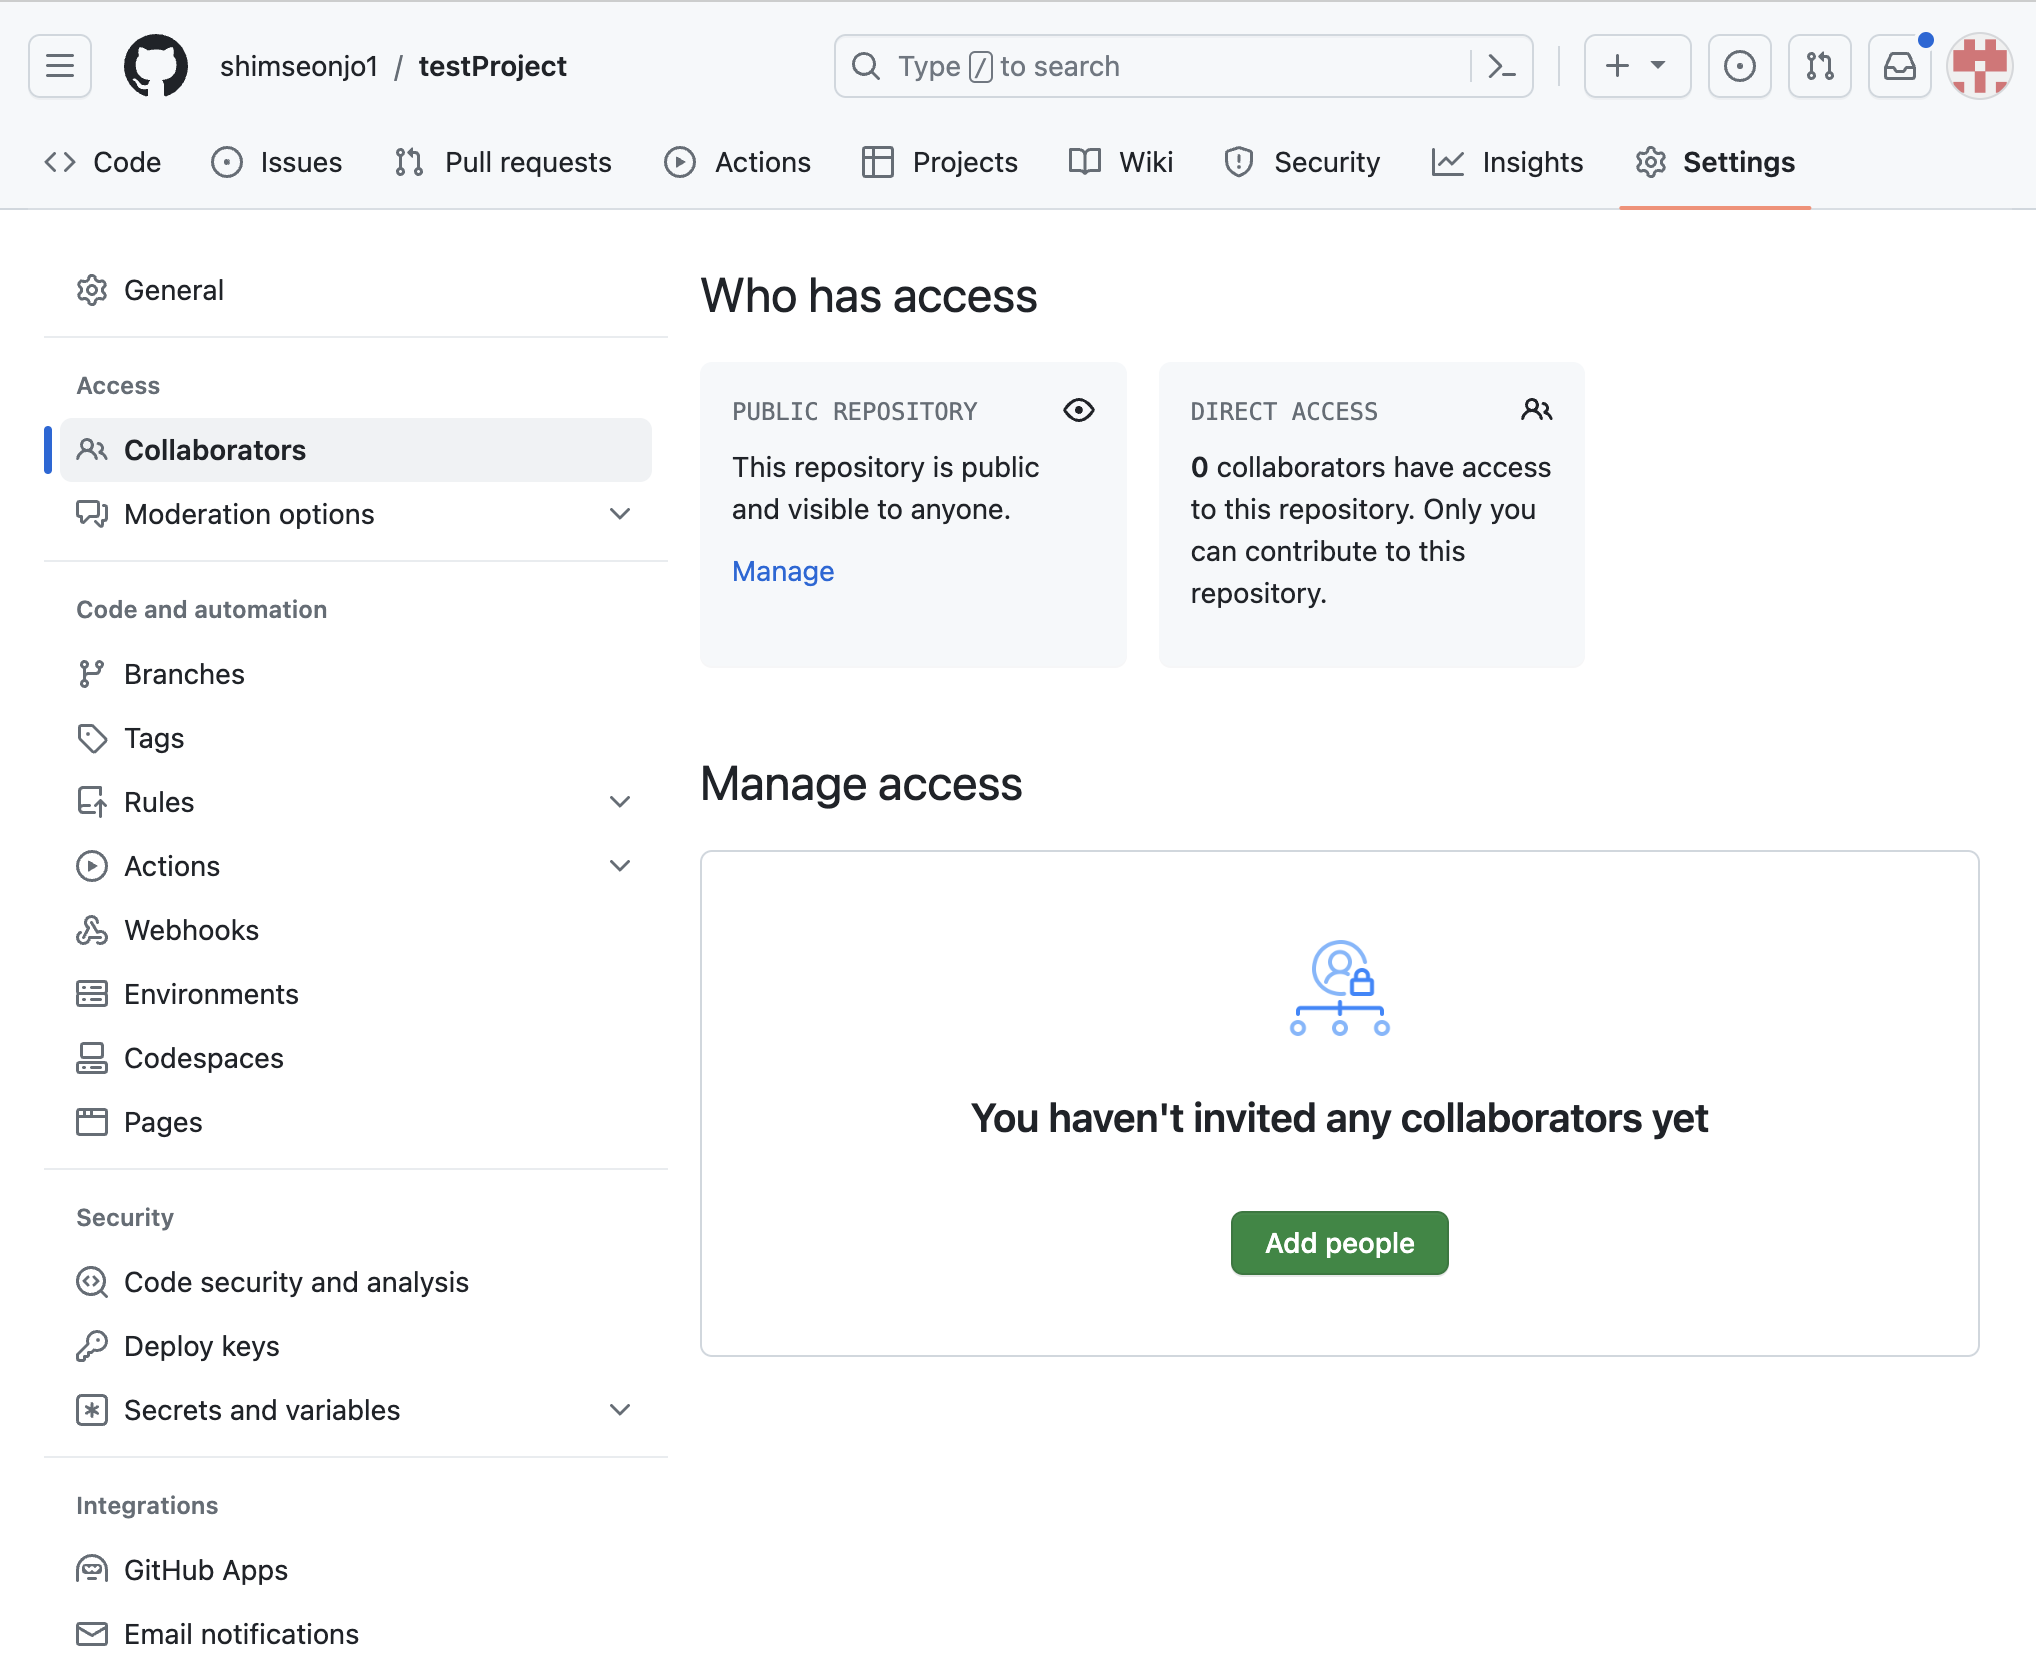 shimseonjo1 / testProject
Type / to search
Code Issues Pull requests Actions Projects Wiki Security Insights Settings
General
Access
Collaborators
Moderation options
Code and automation
Branches
Tags
Rules
Actions
Webhooks
Environments
Codespaces
Pages
Security
Code security and analysis
Deploy keys
Secrets and variables
Integrations
GitHub Apps
Email notifications
Who has access
PUBLIC REPOSITORY
This repository is public
and visible to anyone.
Manage
DIRECT ACCESS
0 collaborators have access
to this repository. Only you
can contribute to this
repository.
Manage access
You haven't invited any collaborators yet
Add people